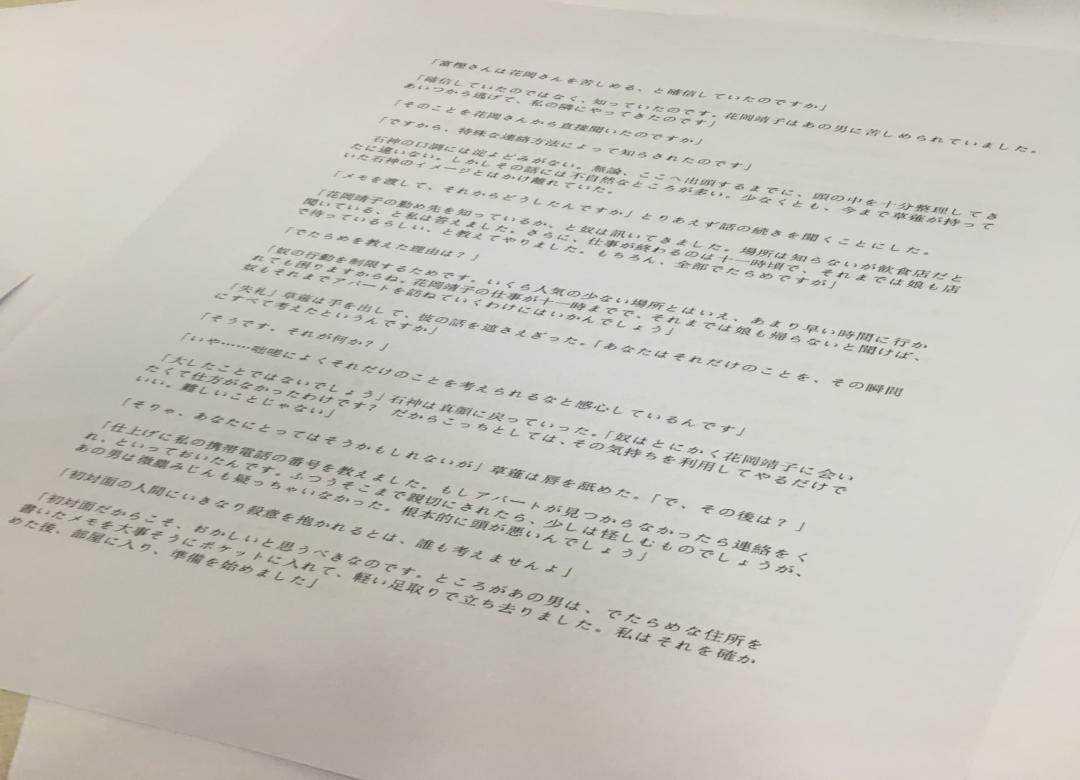 「富樫さんは花岡さんを苦しめる、と確信していたのですか」
「確信していたのではなく、知っていたのです。花岡靖子はあの男に苦しめられていました。
あいつから逃げて、私の隣にやってきたのです」
「そのことを花岡さんから直接聞いたのですか」
「ですから、特殊な連絡方法によって知らされたのです」
石神の口調には淀よどみがない。無論、ここへ出頭するまでに、頭の中を十分整理してき
たに違いない。しかしその話には不自然なところが多い。少なくとも、今まで草薙が持って
いた石神のイメージとはかけ離れていた。
「メモを渡して、それからどうしたんですか」とりあえず話の続きを聞くことにした。
「花岡靖子の勤め先を知っているか、と奴は訊いてきました。場所は知らないが飲食店だと
聞いている、と私は答えました。さらに、仕事が終わるのは十一時頃で、それまでは娘も店
で待っているらしい、と教えてやりました。もちろん、全部でたらめですが」
「でたらめを教えた理由は？」
「奴の行動を制限するためです。いくら人気の少ない場所とはいえ、あまり早い時間に行か
れても困りますからね。花岡靖子の仕事が十一時までで、それまでは娘も帰らないと聞けば、
奴もそれまでアパートを訪ねていくわけにはいかんでしょう」
「失礼」草薙は手を出して、彼の話を遮さえぎった。「あなたはそれだけのことを、その瞬間
にすべて考えたというんですか」
「そうです。それが何か？」
「いや……咄嗟によくそれだけのことを考えられるなと感心しているんです」
「大したことではないでしょう」石神は真顔に戻っていった。「奴はとにかく花岡靖子に会い
たくて仕方がなかったわけです？ だからこっちとしては、その気持ちを利用してやるだけで
いい。難しいことじゃない」
「そりゃ、あなたにとってはそうかもしれないが」草薙は唇を舐めた。「で、その後は？」
「仕上げに私の携帯電話の番号を教えました。もしアパートが見つからなかったら連絡をく
れ、といっておいたんです。ふつうそこまで親切にされたら、少しは怪しむものでしょうが、
あの男は微塵みじんも疑っちゃいなかった。根本的に頭が悪いんでしょう」
「初対面の人間にいきなり殺意を抱かれるとは、誰も考えませんよ」
「初対面だからこそ、おかしいと思うべきなのです。ところがあの男は、でたらめな住所を
書いたメモを大事そうにポケットに入れて、軽い足取りで立ち去りました。私はそれを確か
めた後、部屋に入り、準備を始めました」